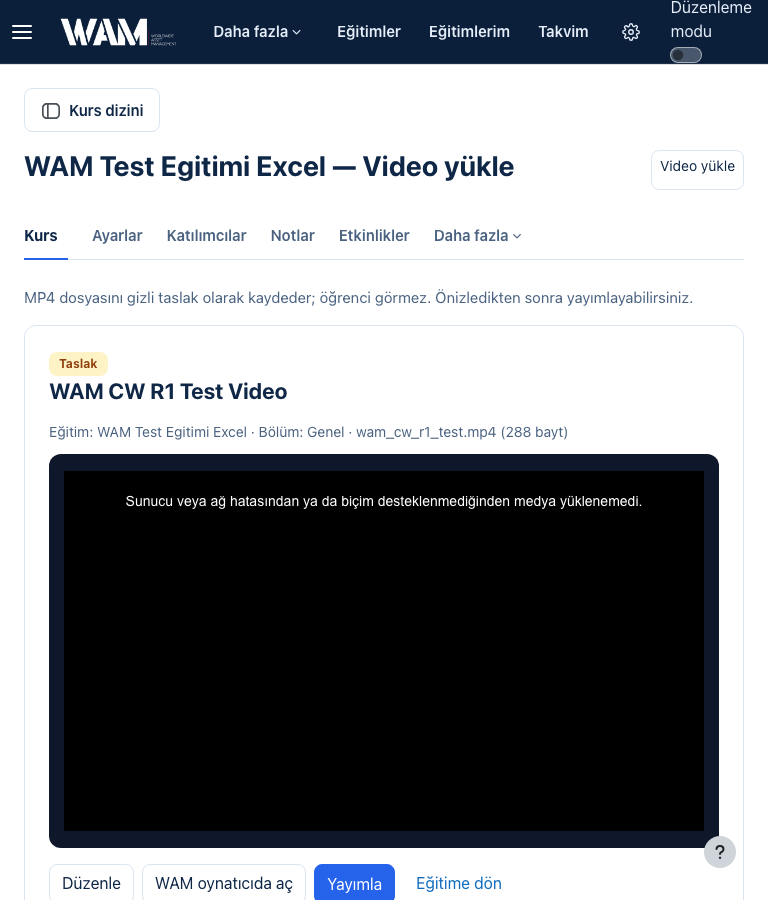 Düzenleme
modu
WAM WORLDWIDE ASSET MANAGEMENT
Daha fazla
Eğitimler
Eğitimlerim
Takvim
Kurs dizini
WAM Test Egitimi Excel — Video yükle
Video yükle
Kurs
Ayarlar
Katılımcılar
Notlar
Etkinlikler
Daha fazla
MP4 dosyasını gizli taslak olarak kaydeder; öğrenci görmez. Önizledikten sonra yayımlayabilirsiniz.
Taslak
WAM CW R1 Test Video
Eğitim: WAM Test Egitimi Excel · Bölüm: Genel · wam_cw_r1_test.mp4 (288 bayt)
Sunucu veya ağ hatasından ya da biçim desteklenmediğinden medya yüklenemedi.
?
Düzenle
WAM oynatıcıda aç
Yayımla
Eğitime dön